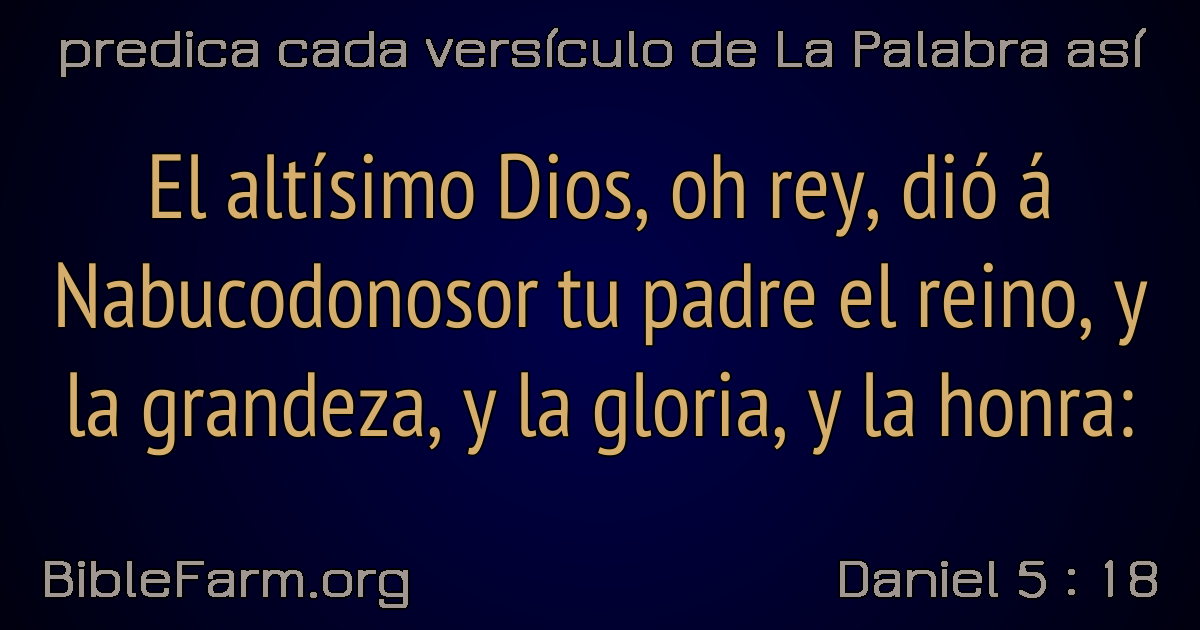 predica cada versículo de La Palabra así
El altísimo Dios, oh rey, dió á
Nabucodonosor tu padre el reino, y
la grandeza, y la gloria, y la honra:
BibleFarm.org
Daniel 5 : 18